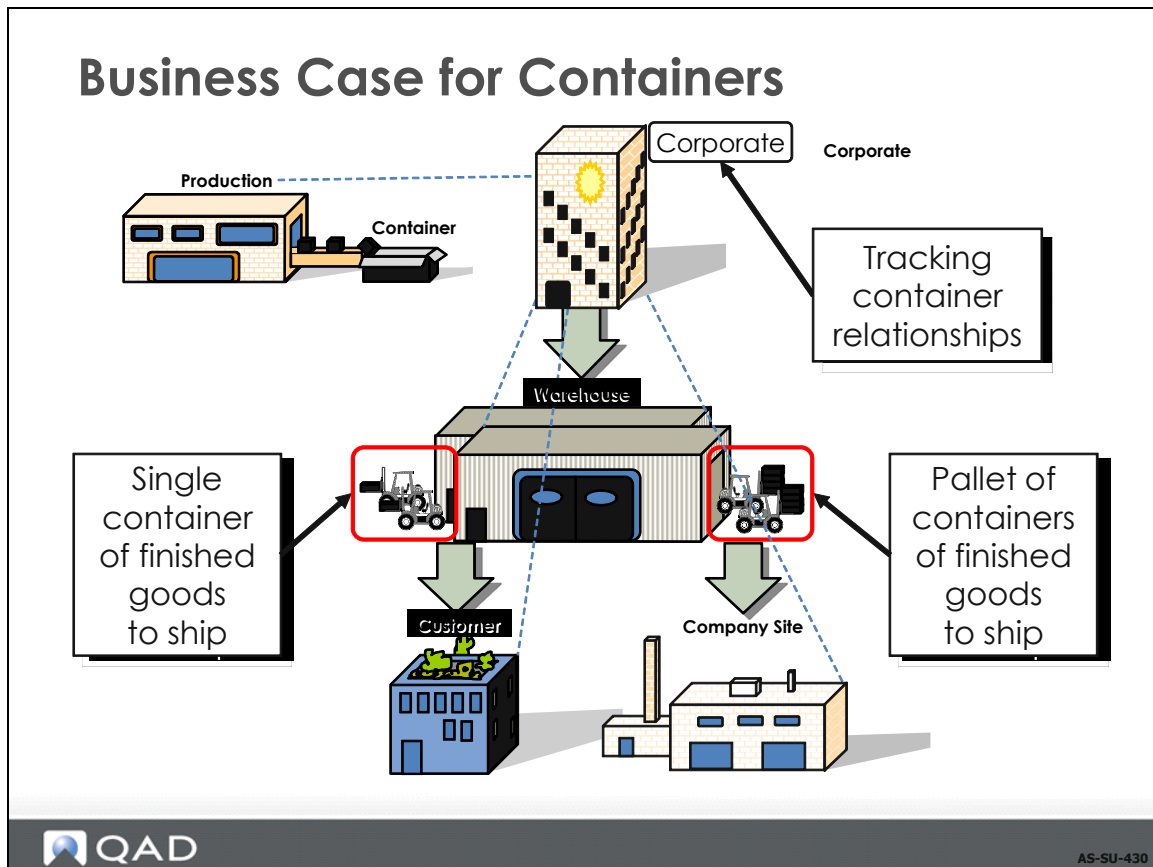 Business Case for Containers
Corporate
Corporate
Production
Container
Tracking
container
relationships
Warehouse
Single
container
of finished
goods
to ship
Pallet of
containers
of finished
goods
to ship
Customer
Company Site
QAD
AS-SU-430